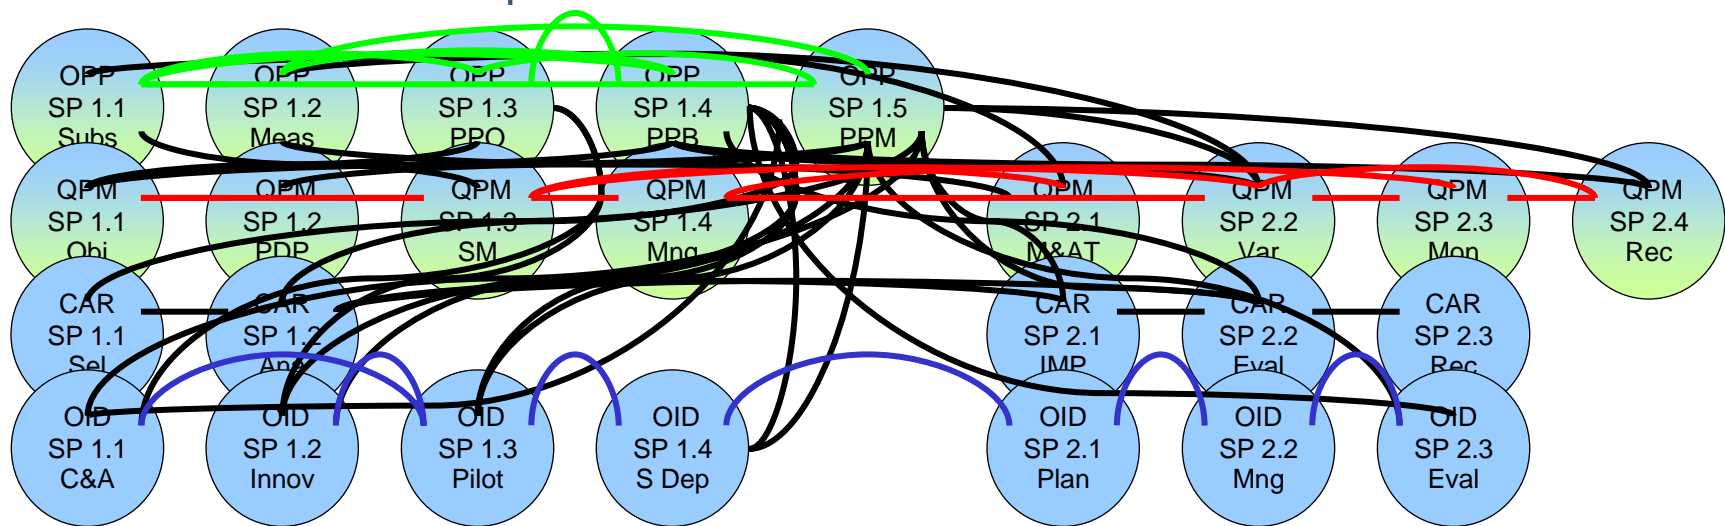 OPP
SP 1.1
Subs
OPP
SP 1.2
Meas
OPP
SP 1.3
PPO
OPP
SP 1.4
PPB
OPP
SP 1.5
PPM
QPM
SP 1.1
Obj
QPM
SP 1.2
PDP
QPM
SP 1.3
SM
QPM
SP 1.4
Mng
QPM
SP 2.1
M&AT
QPM
SP 2.2
Var
QPM
SP 2.3
Mon
QPM
SP 2.4
Rec
CAR
SP 1.1
Sel
CAR
SP 1.2
Ana
CAR
SP 2.1
IMP
CAR
SP 2.2
Eval
CAR
SP 2.3
Rec
OID
SP 1.1
C&A
OID
SP 1.2
Innov
OID
SP 1.3
Pilot
OID
SP 1.4
S Dep
OID
SP 2.1
Plan
OID
SP 2.2
Mng
OID
SP 2.3
Eval